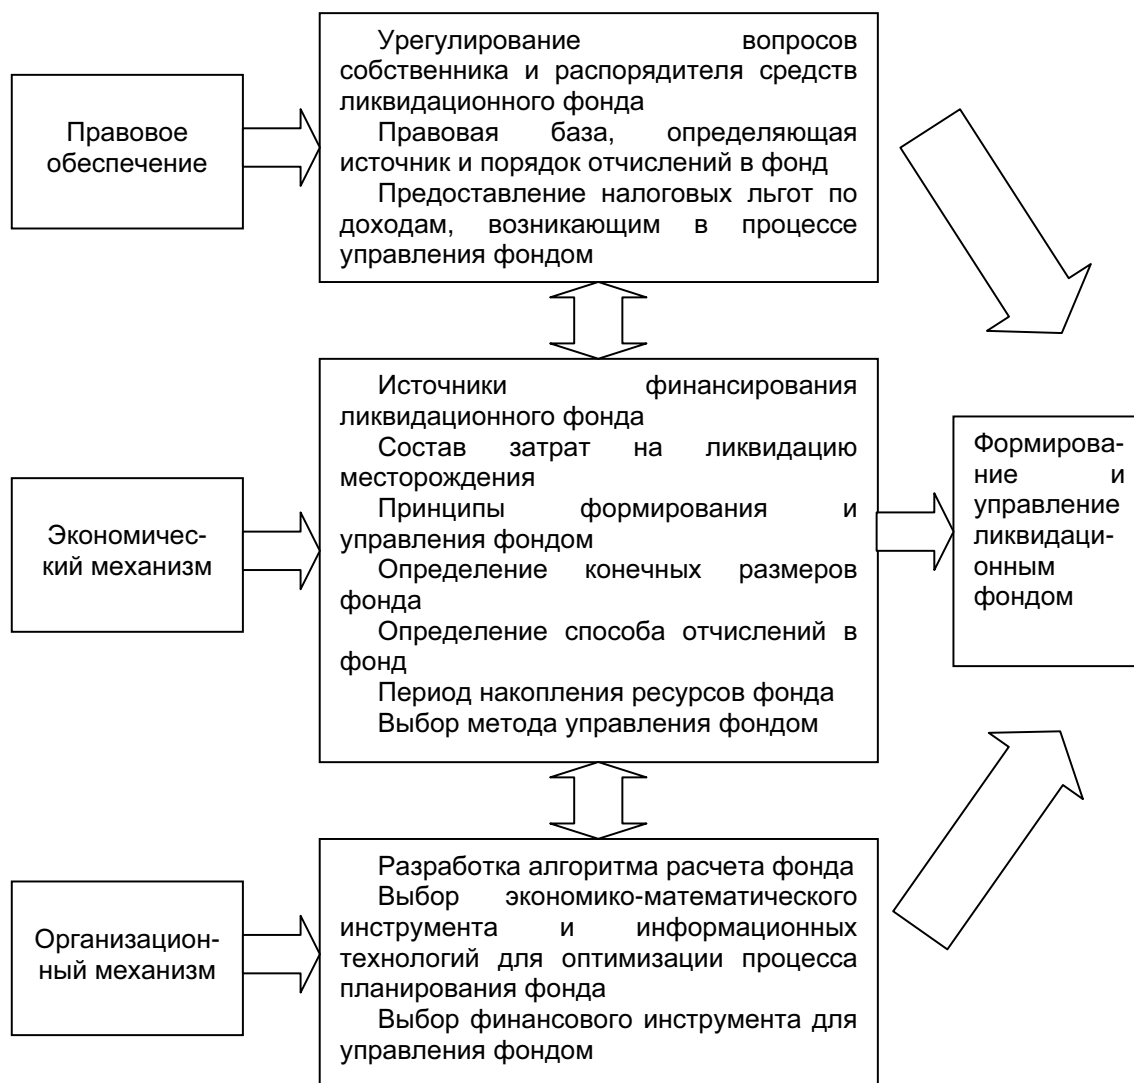 Правовое
обеспечение
Урегулирование вопросов
собственника и распорядителя средств
ликвидационного фонда
Правовая база, определяющая
источник и порядок отчислений в фонд
Предоставление налоговых льгот по
доходам, возникающим в процессе
управления фондом
Экономичес-
кий механизм
Источники финансирования
ликвидационного фонда
Состав затрат на ликвидацию
месторождения
Принципы формирования и
управления фондом
Определение конечных размеров
фонда
Определение способа отчислений в
фонд
Период накопления ресурсов фонда
Выбор метода управления фондом
Формирова-
ние и
управление
ликвидаци-
онным
фондом
Организацион-
ный механизм
Разработка алгоритма расчета фонда
Выбор экономико-математического
инструмента и информационных
технологий для оптимизации процесса
планирования фонда
Выбор финансового инструмента для
управления фондом